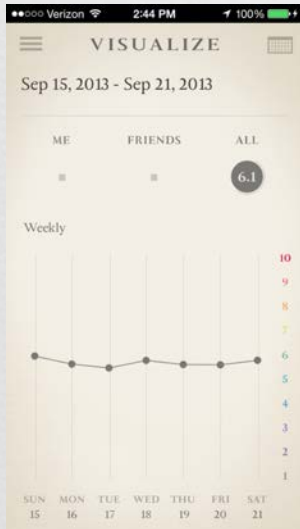 Verizon 2:44 PM 100%
VISUALIZE
Sep 15, 2013 - Sep 21, 2013
ME FRIENDS ALL
6.1
Weekly
10
9
8
7
6
5
4
3
2
1
SUN MON TUE WED THU FRI SAT
15 16 17 18 19 20 21